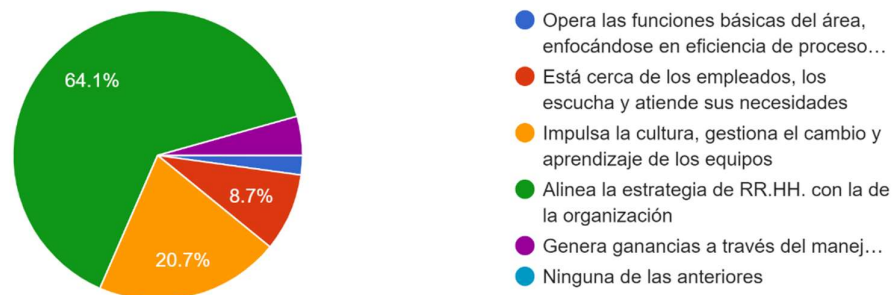 64.1%
8.7%
20.7%
Opera las funciones básicas del área,
enfocándose en eficiencia de proceso…
Está cerca de los empleados, los
escucha y atiende sus necesidades
Impulsa la cultura, gestiona el cambio y
aprendizaje de los equipos
Alinea la estrategia de RR.HH. con la de
la organización
Genera ganancias a través del manej…
Ninguna de las anteriores